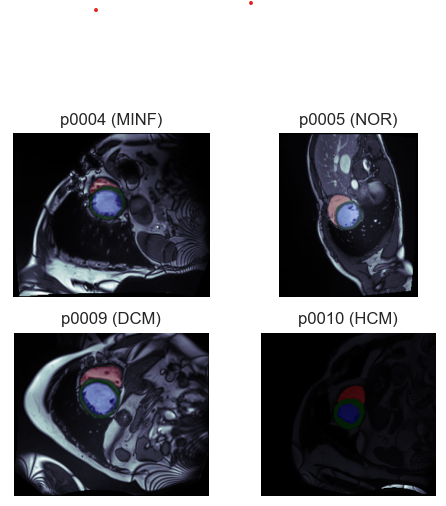 p0004 (MINF)
p0005 (NOR)
p0009 (DCM)
p0010 (HCM)